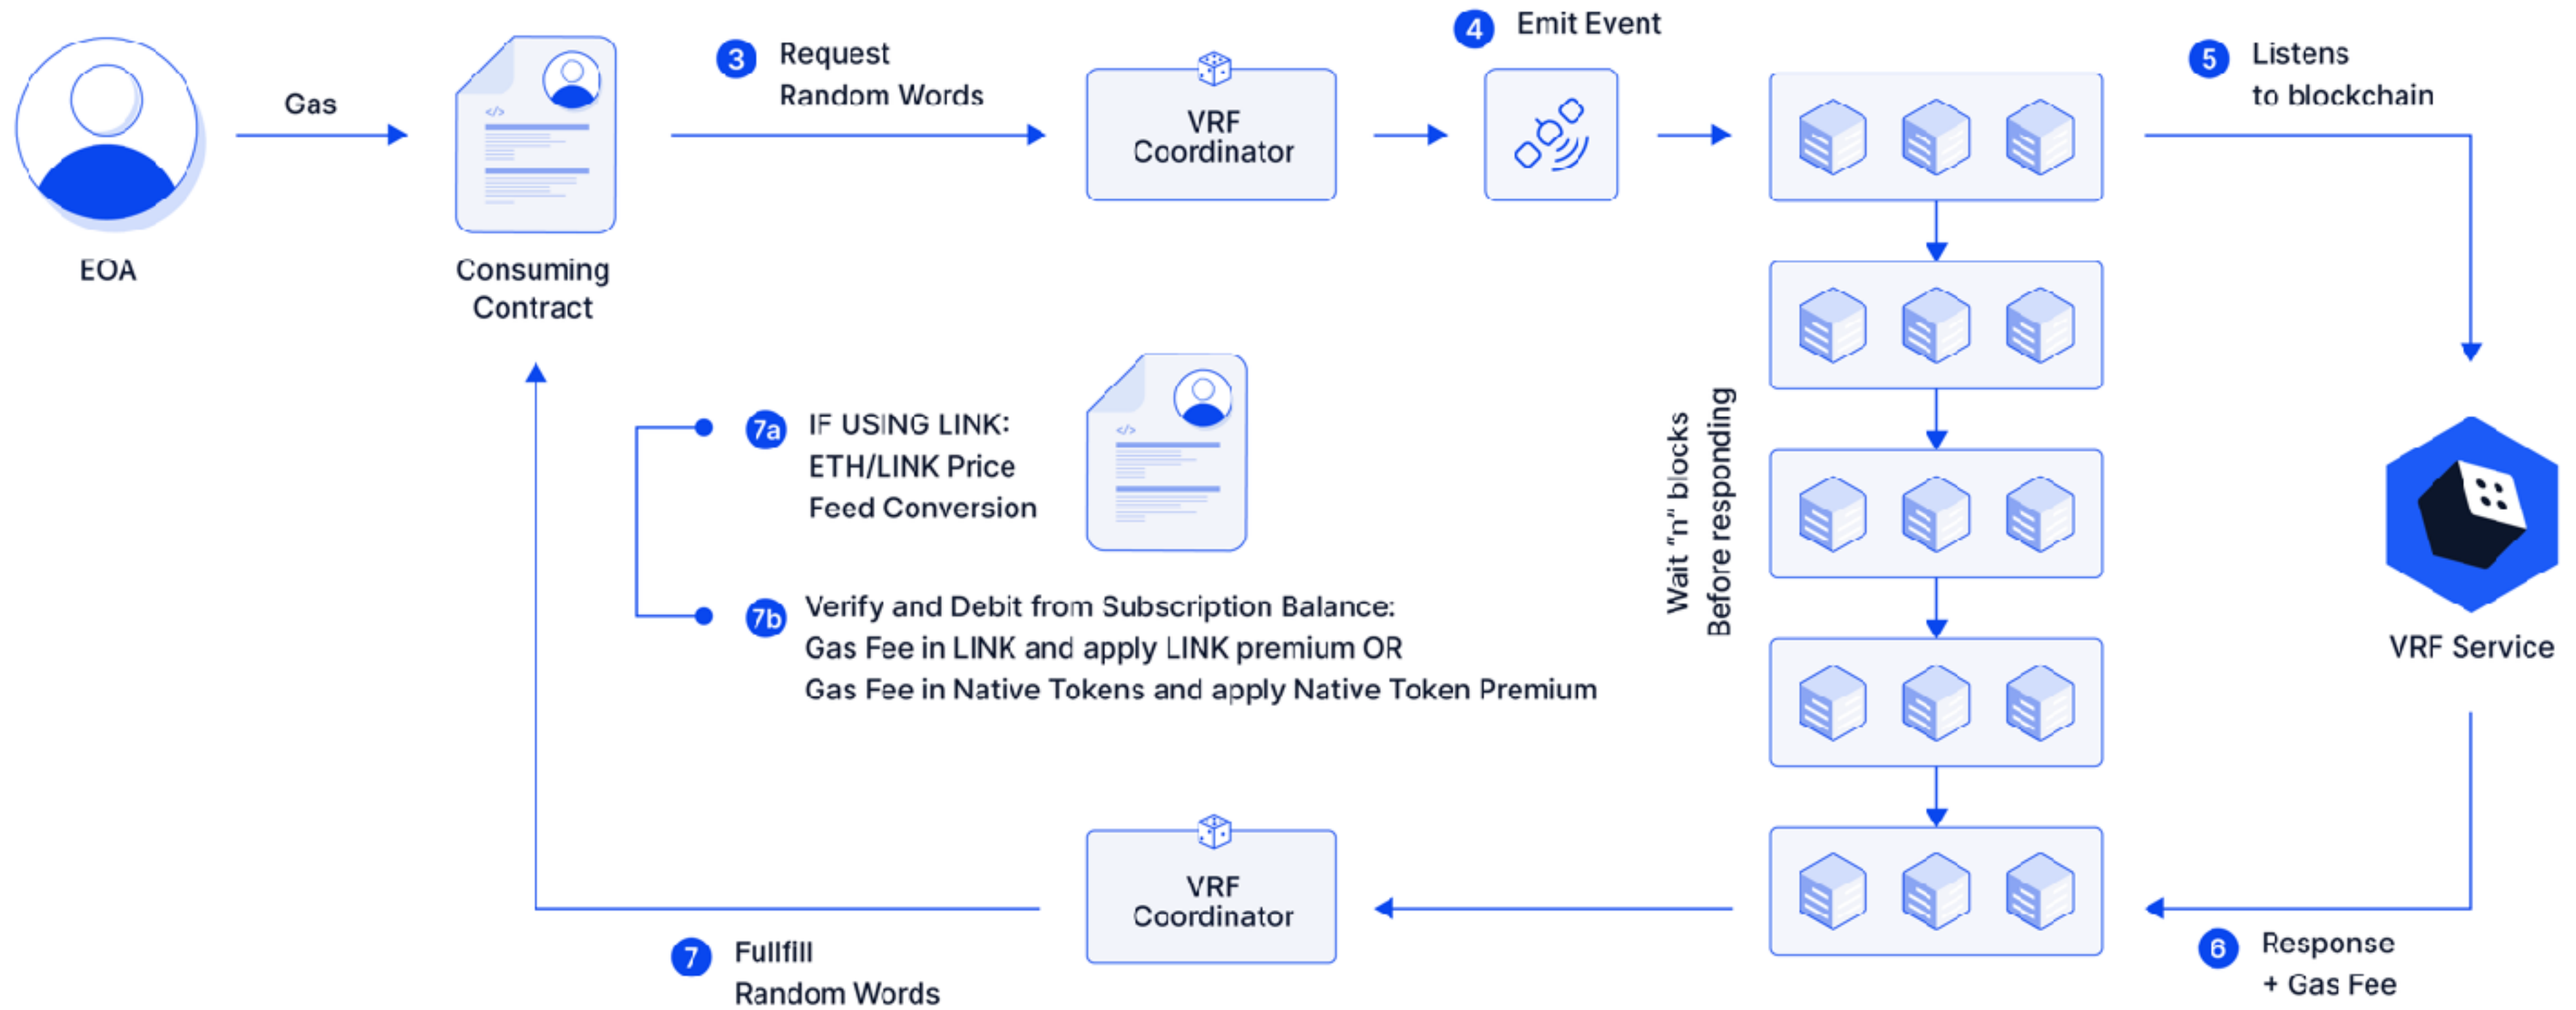 Gas
EOA
</>
Consuming
Contract
3
Request
Random Words
VRF
Coordinator
4
Emit Event
5
Listens
to blockchain
Wait “n” blocks
Before responding
VRF Service
6
Response
+ Gas Fee
7a
IF USING LINK:
ETH/LINK Price
Feed Conversion
</>
7b
Verify and Debit from Subscription Balance:
Gas Fee in LINK and apply LINK premium OR
Gas Fee in Native Tokens and apply Native Token Premium
VRF
Coordinator
7
Fullfill
Random Words